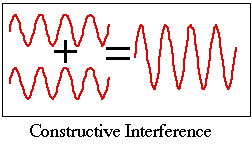 + =
Constructive Interference